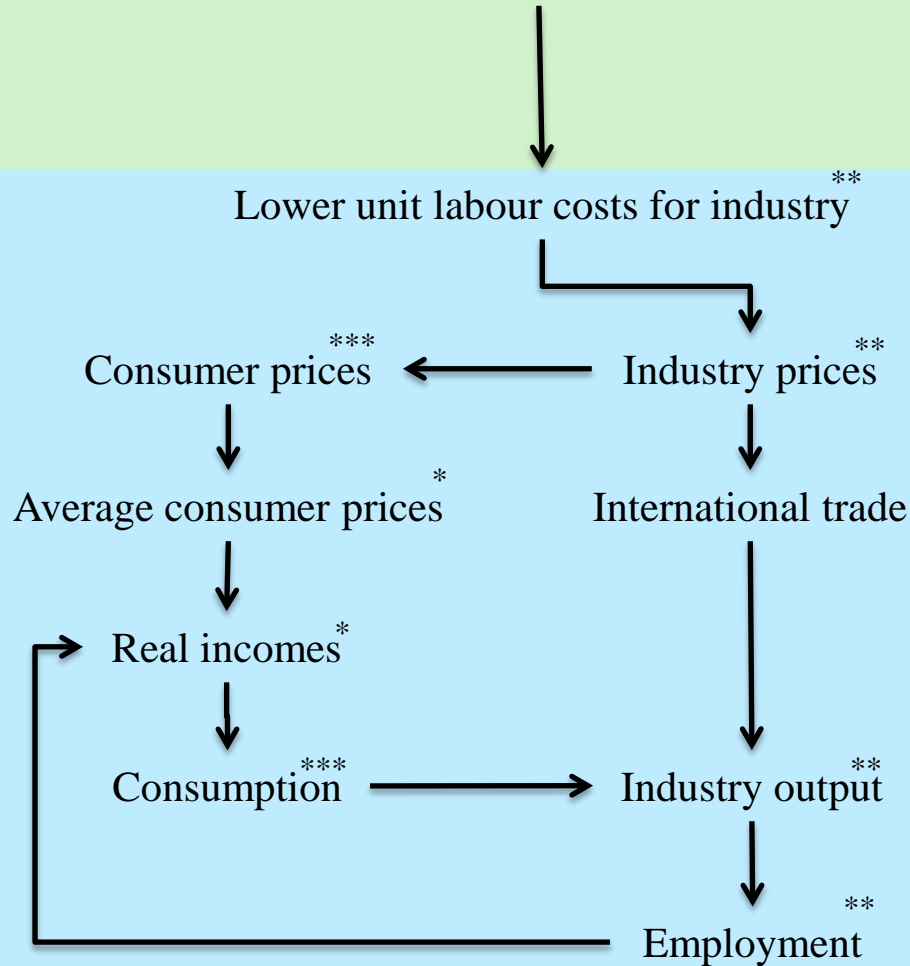 Lower unit labour costs for industry**
Consumer prices***
Industry prices**
Average consumer prices*
International trade
Real incomes*
Consumption***
Industry output**
Employment**